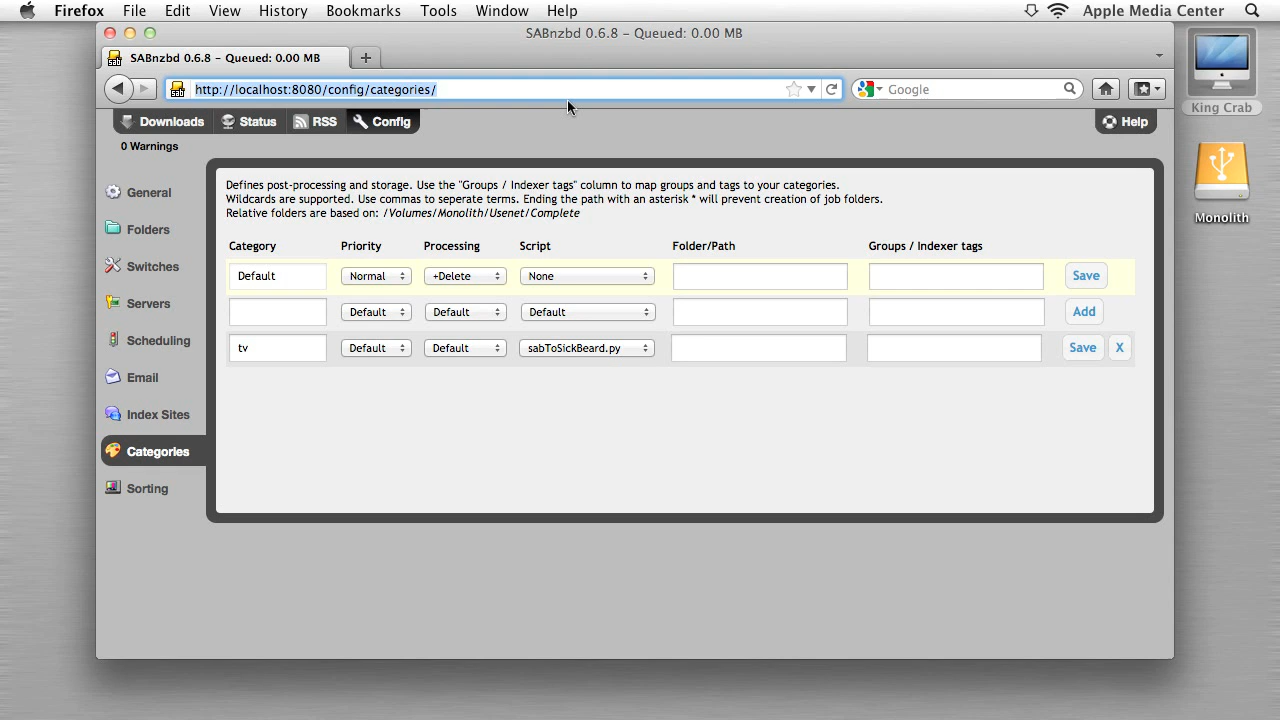 Firefox File Edit View History Bookmarks Tools Window Help Apple Media Center
SABnzbd 0.6.8 - Queued: 0.00 MB
SABnzbd 0.6.8 - Queued: 0.00 MB
http://localhost:8080/config/categories/ Google
King Crab
Downloads Status RSS Config Help
0 Warnings
General
Folders
Switches
Servers
Scheduling
Email
Index Sites
Categories
Sorting
Defines post-processing and storage. Use the "Groups / Indexer tags" column to map groups and tags to your categories.
Wildcards are supported. Use commas to seperate terms. Ending the path with an asterisk * will prevent creation of job folders.
Relative folders are based on: /Volumes/Monolith/Usenet/Complete
Category Priority Processing Script Folder/Path Groups / Indexer tags
Default Normal +Delete None Save
Default Default Default Add
tv Default Default sabToSickBeard.py Save X
Monolith